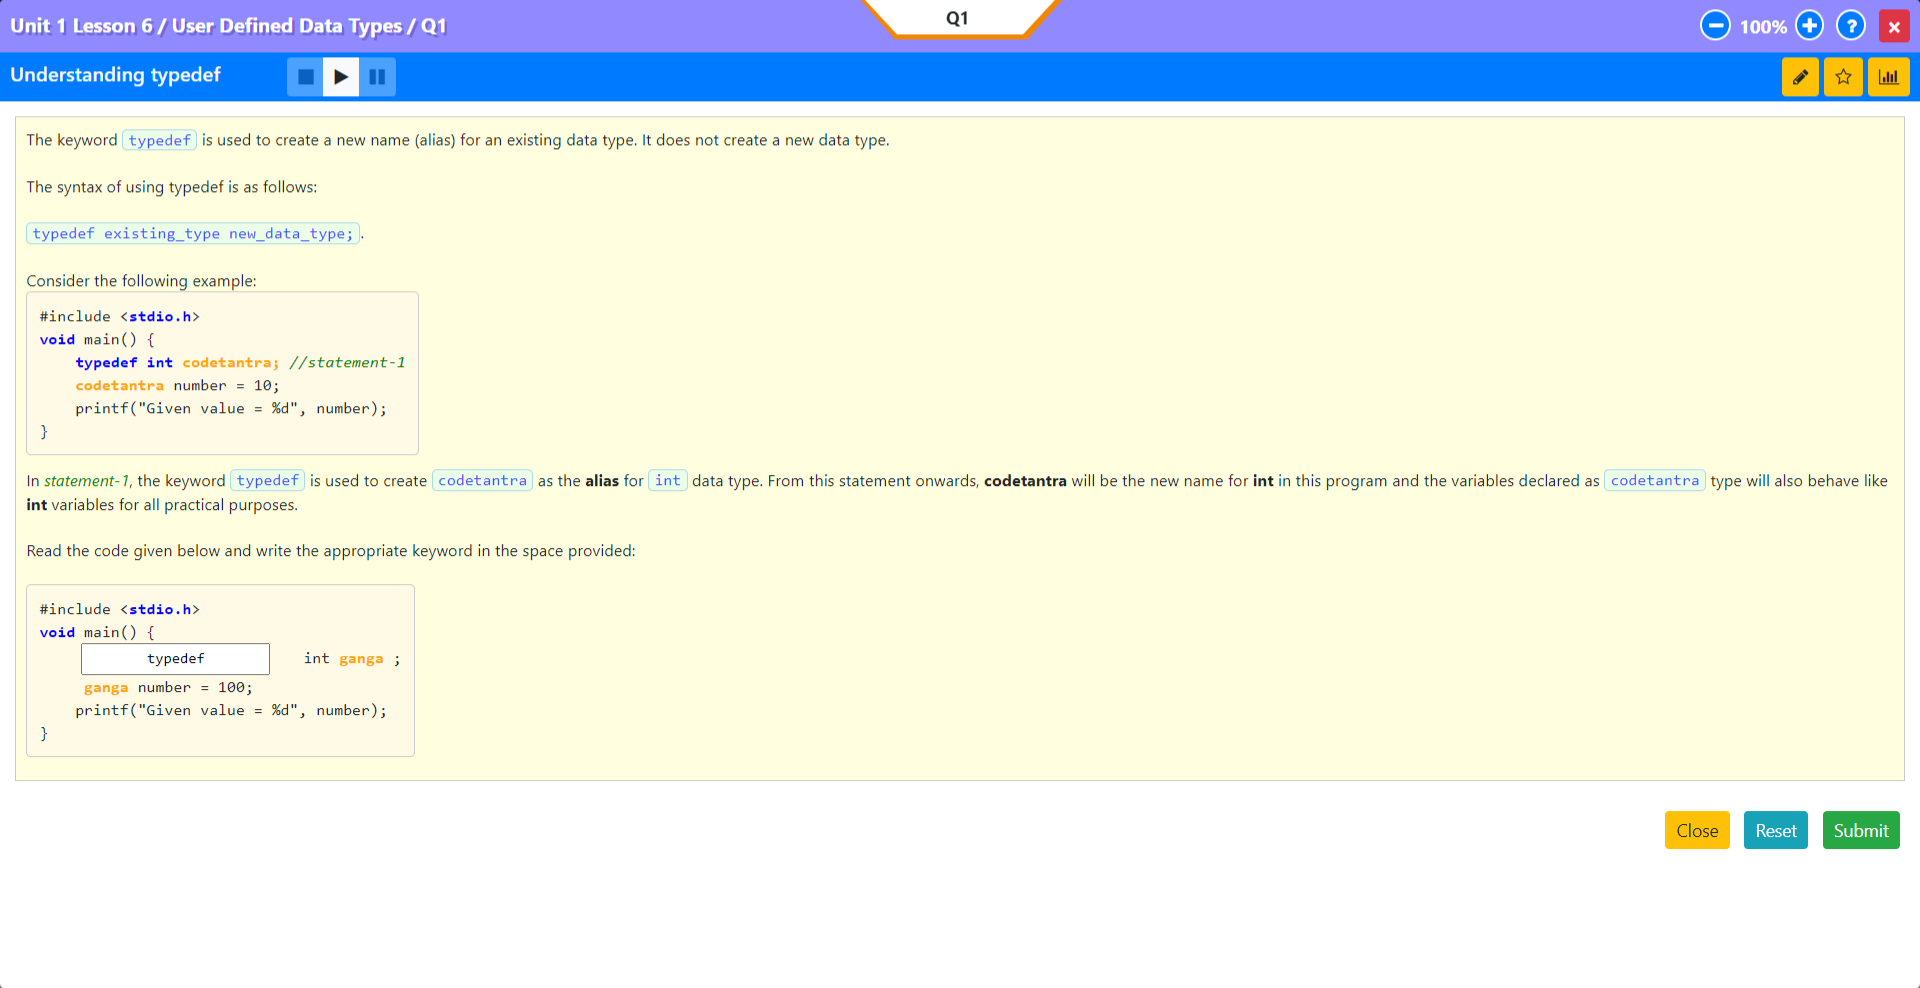 Unit 1 Lesson 6 / User Defined Data Types / Q1
Q1
100%
?
Understanding typedef
The keyword typedef is used to create a new name (alias) for an existing data type. It does not create a new data type.
The syntax of using typedef is as follows:
typedef existing_type new_data_type; .
Consider the following example:
#include <stdio.h>
void main() {
    typedef int codetantra; //statement-1
    codetantra number = 10;
    printf("Given value = %d", number);
}
In statement-1, the keyword typedef is used to create codetantra as the alias for int data type. From this statement onwards, codetantra will be the new name for int in this program and the variables declared as codetantra type will also behave like
int variables for all practical purposes.
Read the code given below and write the appropriate keyword in the space provided:
#include <stdio.h>
void main() {
    typedef int ganga ;
    ganga number = 100;
    printf("Given value = %d", number);
}
Close Reset Submit